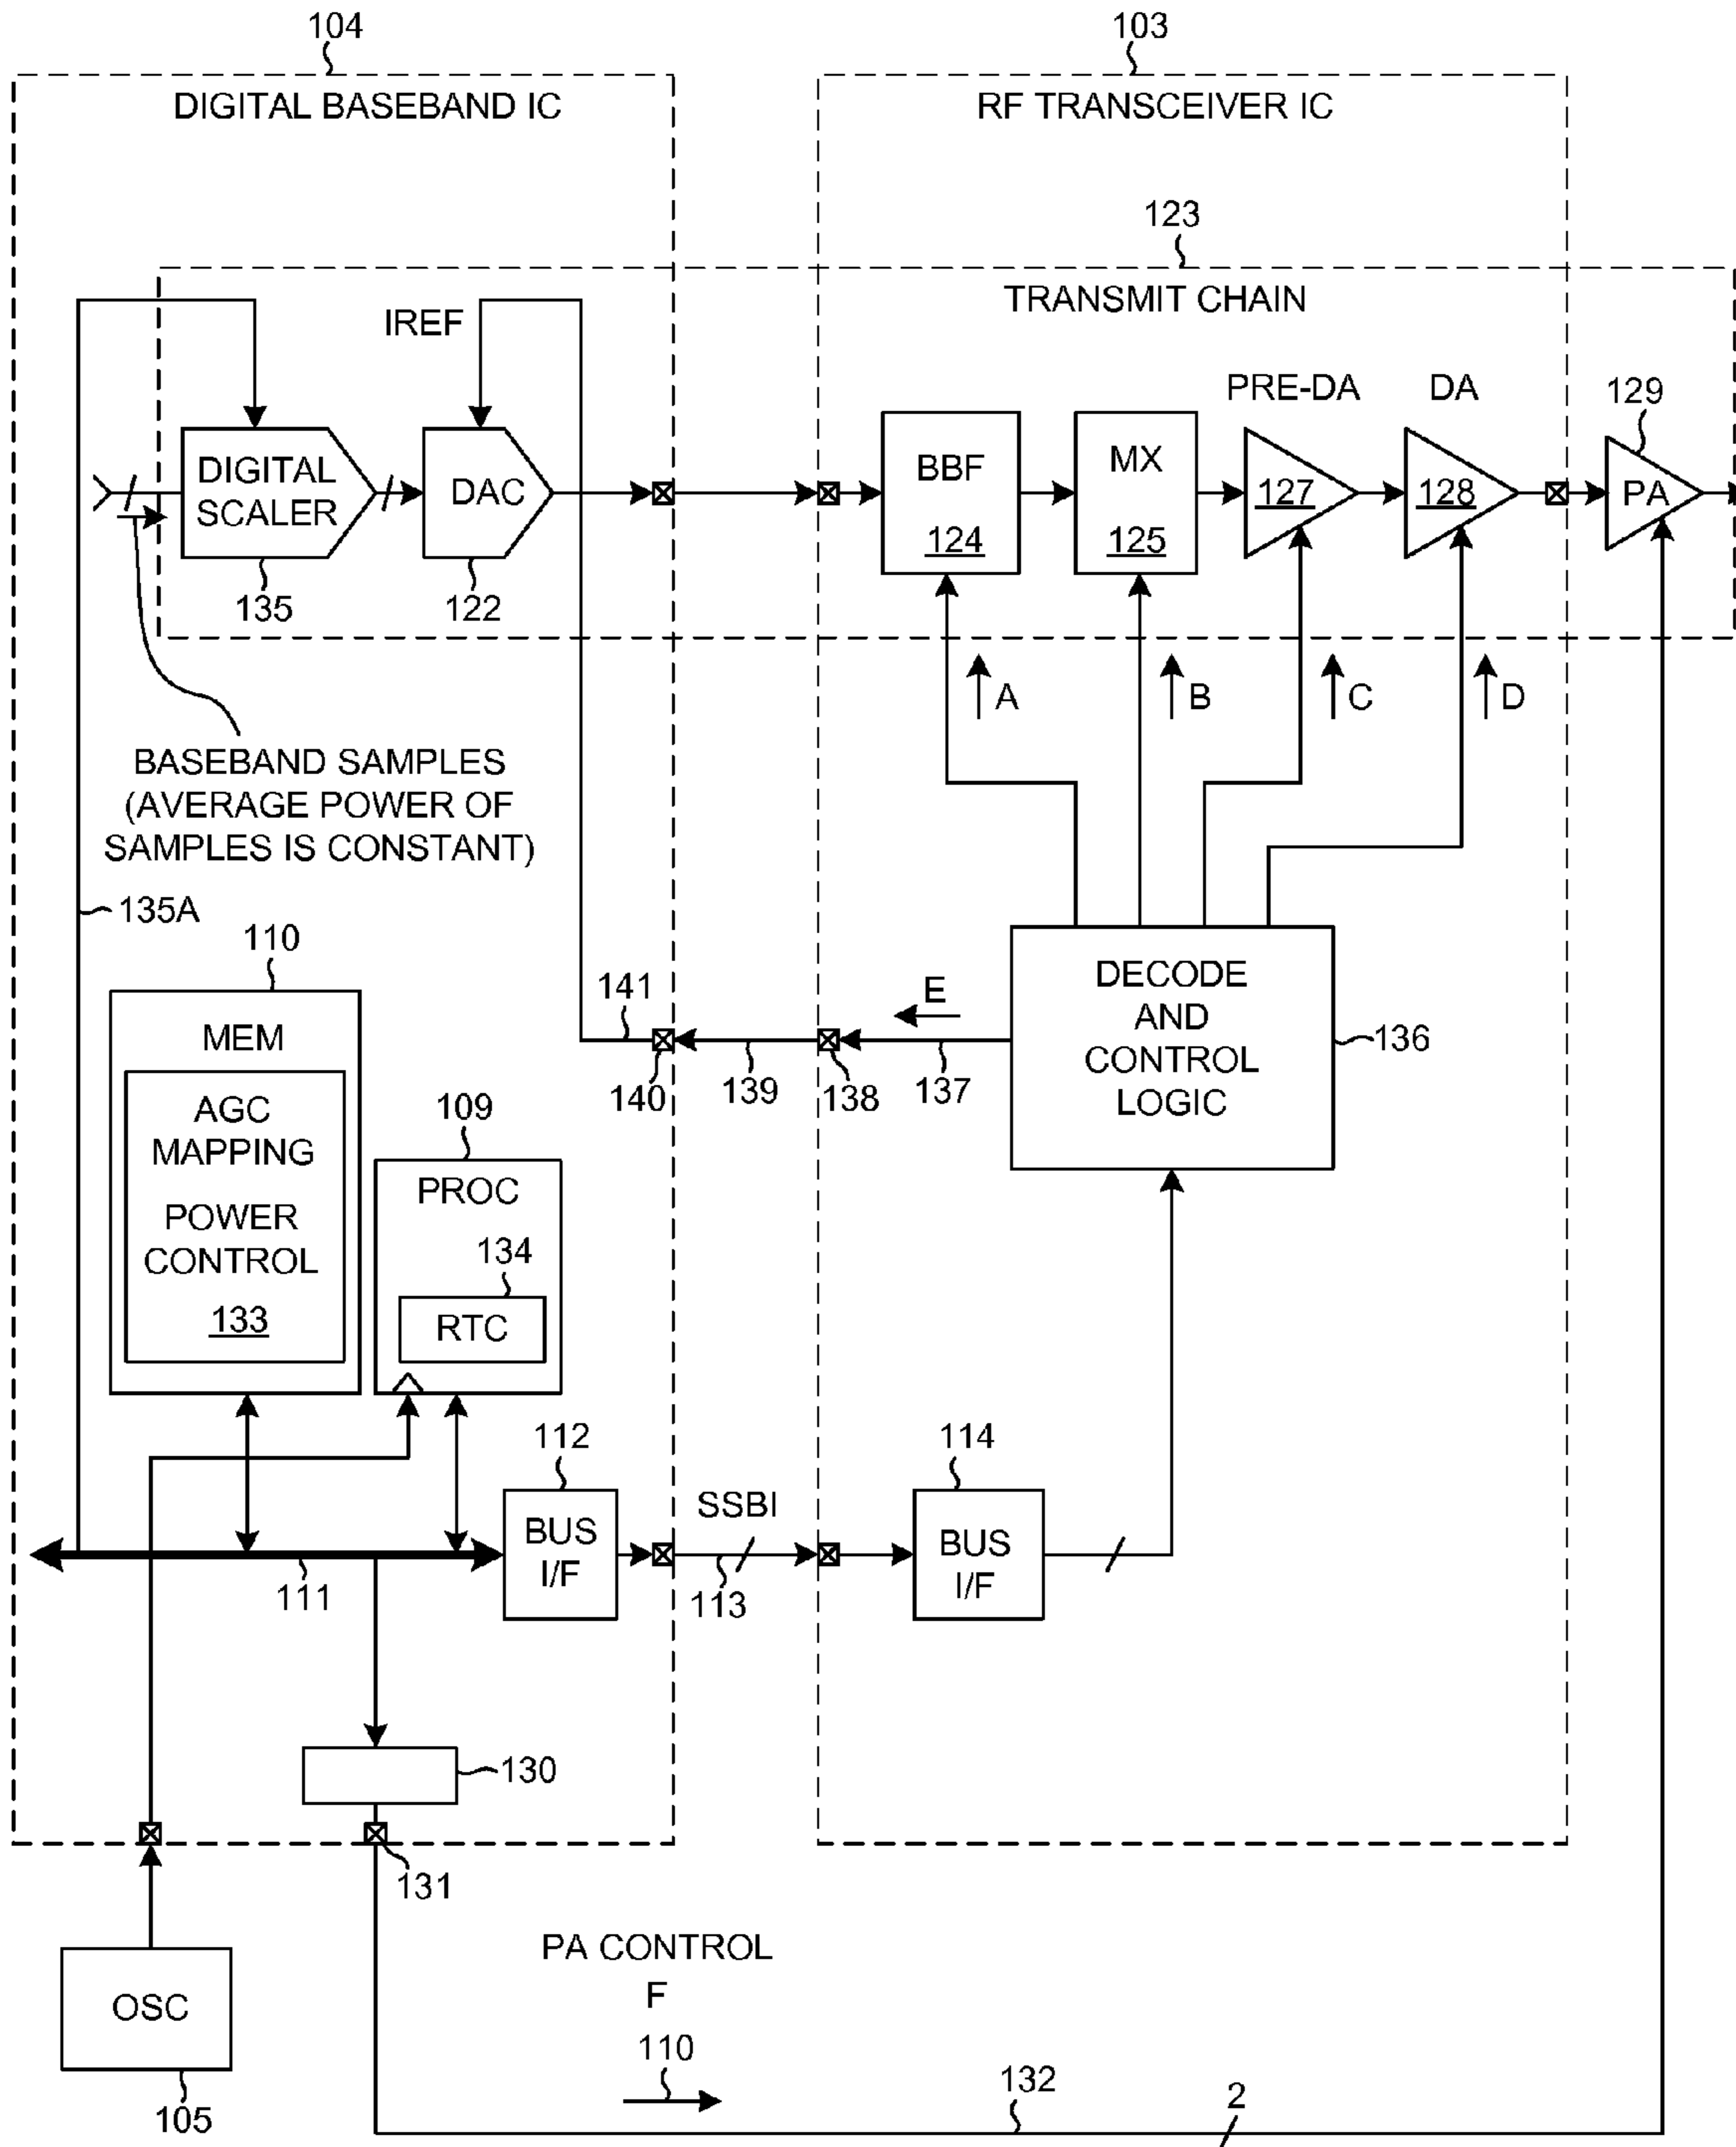 104
103
DIGITAL BASEBAND IC
RF TRANSCEIVER IC
123
TRANSMIT CHAIN
IREF
PRE-DA
DA
129
DIGITAL
SCALER
DAC
BBF
124
MX
125
127
128
PA
135
122
A
B
C
D
BASEBAND SAMPLES
(AVERAGE POWER OF
SAMPLES IS CONSTANT)
135A
110
MEM
AGC
MAPPING
POWER
CONTROL
133
109
PROC
134
RTC
141
140
139
138
137
E
DECODE
AND
CONTROL
LOGIC
136
112
BUS
I/F
SSBI
113
114
BUS
I/F
111
130
131
OSC
105
PA CONTROL
F
110
132
2